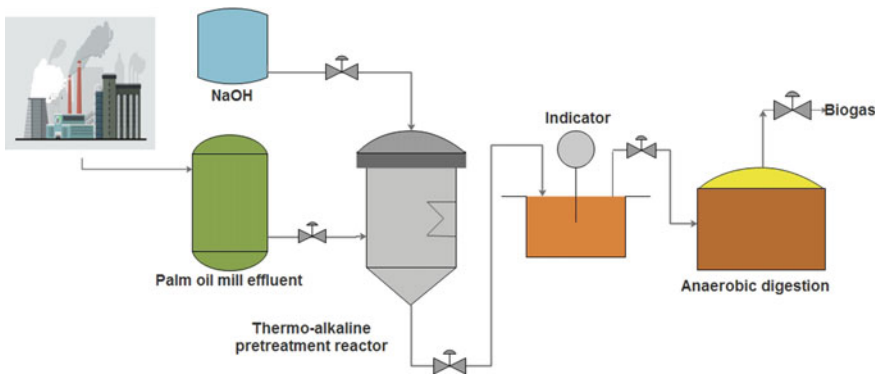 NaOH
Indicator
Biogas
Palm oil mill effluent
Anaerobic digestion
Thermo-alkaline
pretreatment reactor